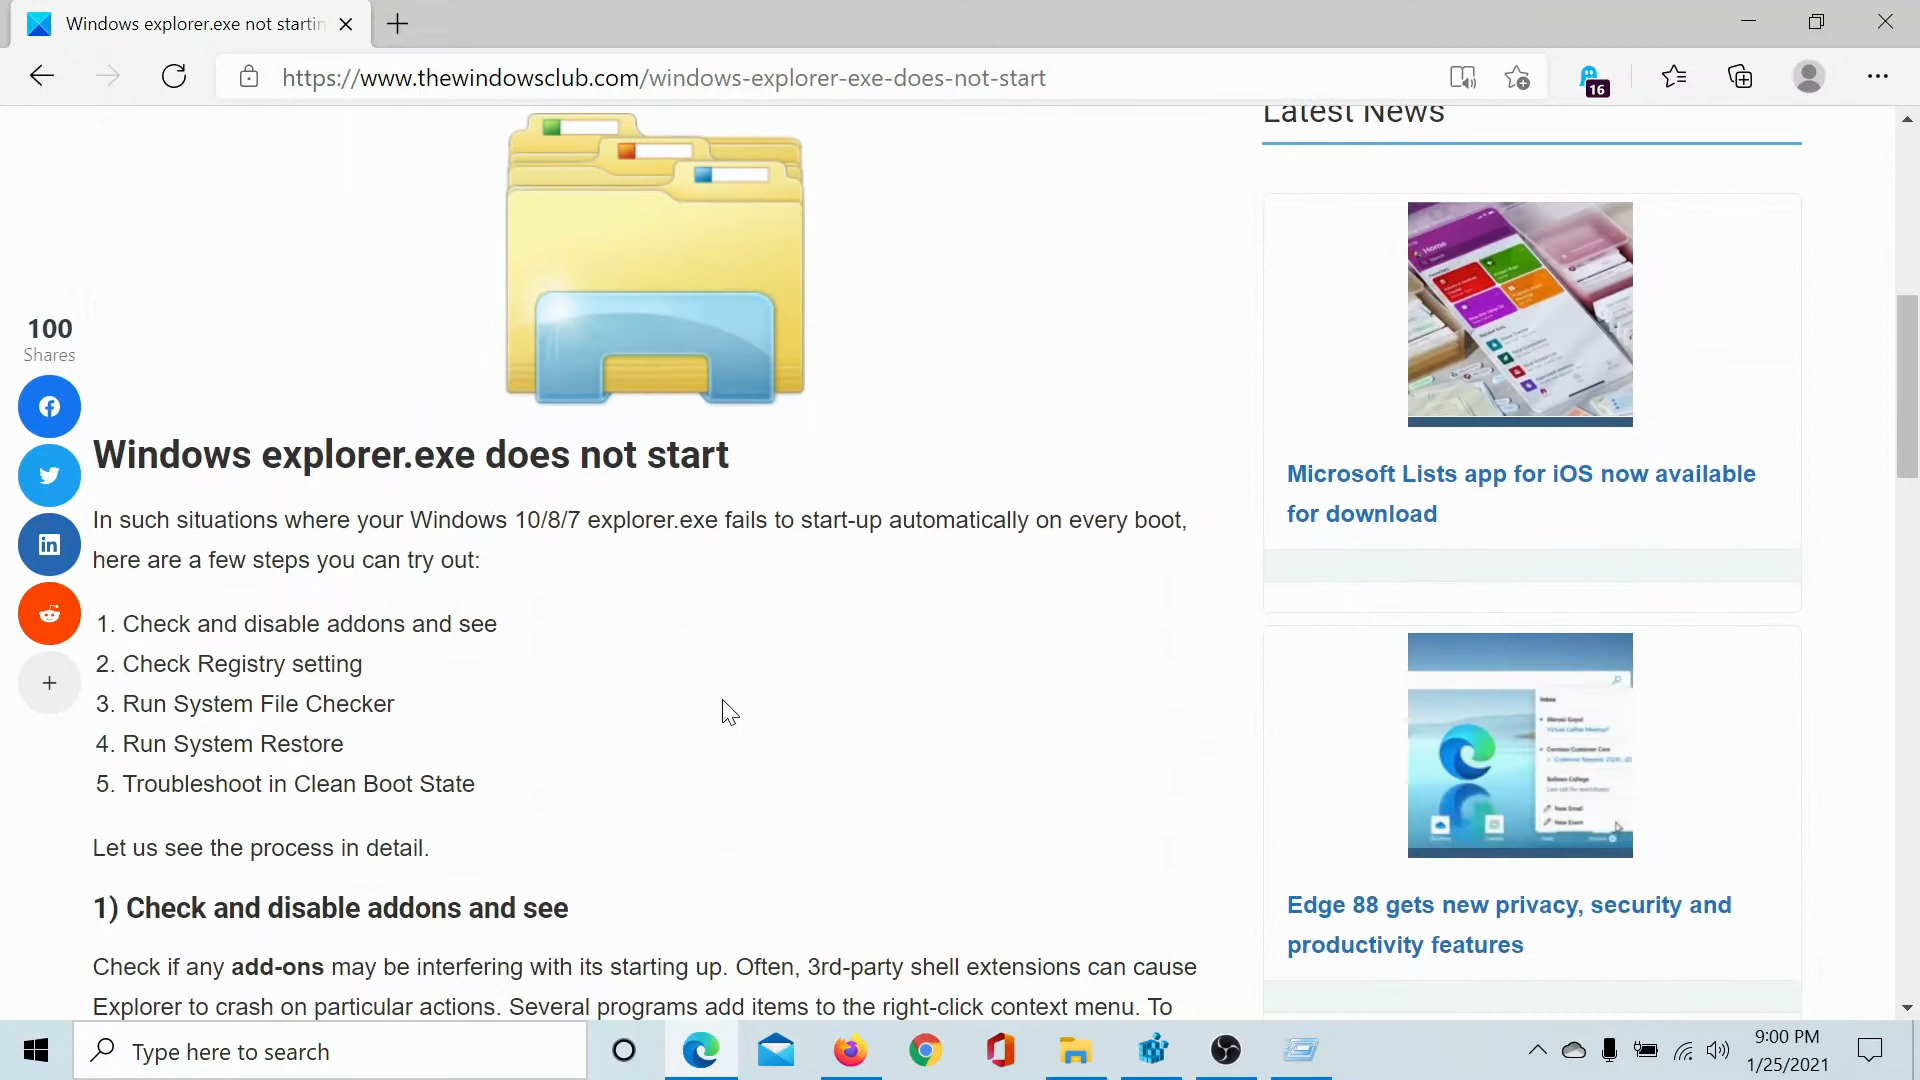 Windows explorer.exe not startin
https://www.thewindowsclub.com/windows-explorer-exe-does-not-start
16
Latest News
100
Shares
Windows explorer.exe does not start
In such situations where your Windows 10/8/7 explorer.exe fails to start-up automatically on every boot,
here are a few steps you can try out:
1. Check and disable addons and see
2. Check Registry setting
3. Run System File Checker
4. Run System Restore
5. Troubleshoot in Clean Boot State
Let us see the process in detail.
1) Check and disable addons and see
Check if any add-ons may be interfering with its starting up. Often, 3rd-party shell extensions can cause
Explorer to crash on particular actions. Several programs add items to the right-click context menu. To
Home
Microsoft Lists app for iOS now available
for download
Inbox
New Email
New Event
Edge 88 gets new privacy, security and
productivity features
Type here to search
9:00 PM
1/25/2021